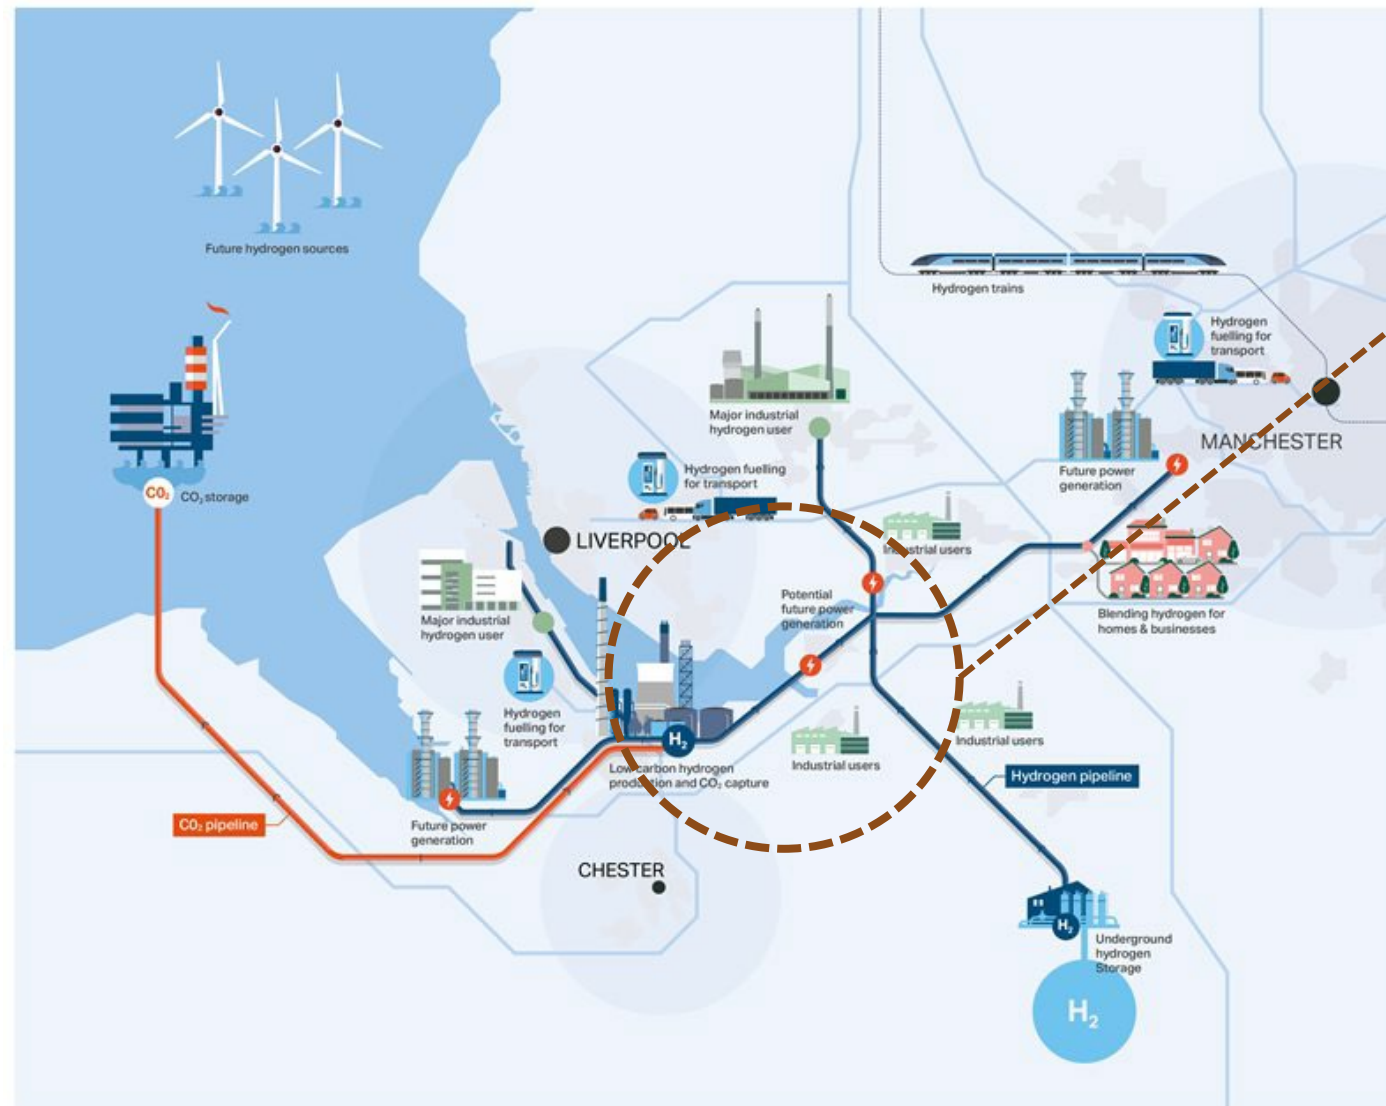 Future hydrogen sources
Hydrogen trains
Hydrogen
fuelling for
transport
MANCHESTER
Major industrial
hydrogen user
Future power
generation
Hydrogen fuelling
for transport
CO₂
CO₂ storage
LIVERPOOL
Industrial users
Potential
future power
generation
Major industrial
hydrogen user
Blending hydrogen for
homes & businesses
Hydrogen
fuelling for
transport
H₂
Low carbon hydrogen
production and CO₂ capture
Industrial users
Industrial users
Hydrogen pipeline
CO₂ pipeline
Future power
generation
CHESTER
H₂
Underground
hydrogen
Storage
H₂